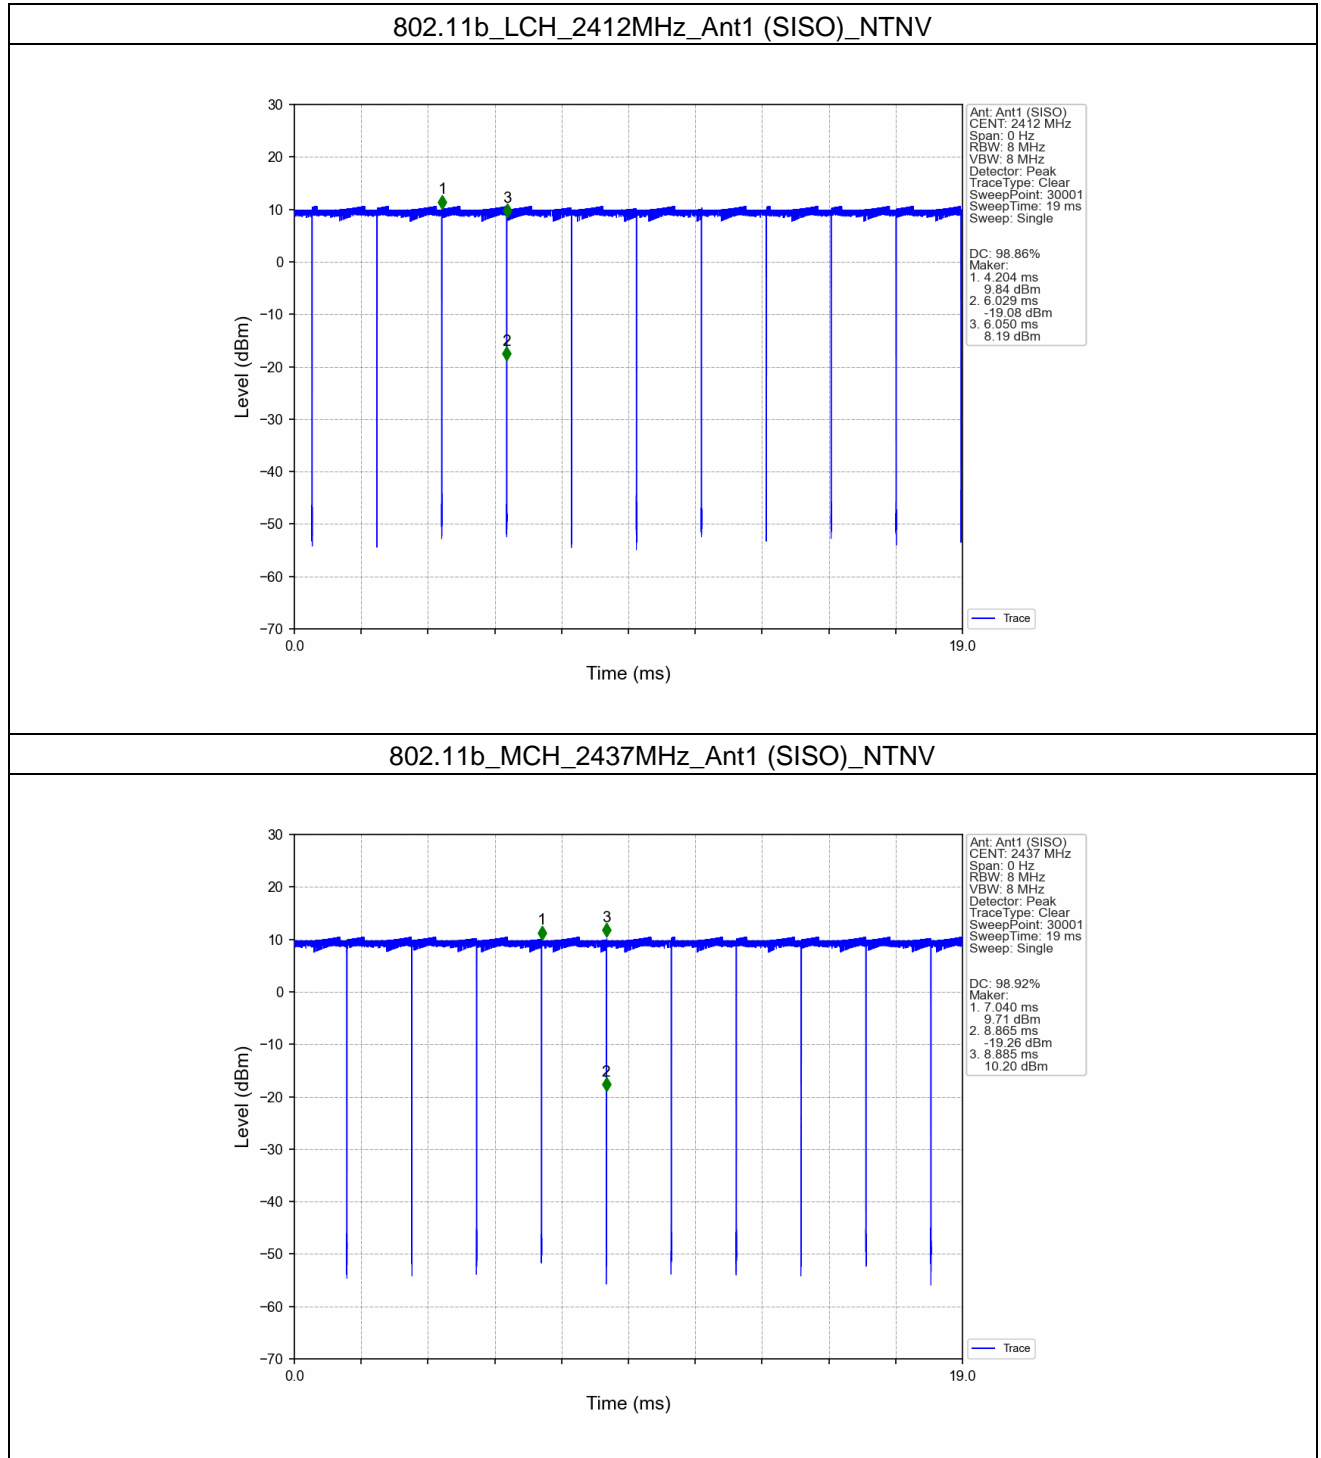 802.11b_LCH_2412MHz_Ant1 (SISO)_NTNV
30
20
10
0
−10
−20
−30
−40
−50
−60
−70
Level (dBm)
1
3
2
0.0
19.0
Time (ms)
Ant: Ant1 (SISO)
CENT: 2412 MHz
Span: 0 Hz
RBW: 8 MHz
VBW: 8 MHz
Detector: Peak
TraceType: Clear
SweepPoint: 30001
SweepTime: 19 ms
Sweep: Single
DC: 98.86%
Maker:
1. 4.204 ms
9.84 dBm
2. 6.029 ms
-19.08 dBm
3. 6.050 ms
8.19 dBm
Trace
802.11b_MCH_2437MHz_Ant1 (SISO)_NTNV
30
20
10
0
−10
−20
−30
−40
−50
−60
−70
Level (dBm)
1
3
2
0.0
19.0
Time (ms)
Ant: Ant1 (SISO)
CENT: 2437 MHz
Span: 0 Hz
RBW: 8 MHz
VBW: 8 MHz
Detector: Peak
TraceType: Clear
SweepPoint: 30001
SweepTime: 19 ms
Sweep: Single
DC: 98.92%
Maker:
1. 7.040 ms
9.71 dBm
2. 8.865 ms
-19.26 dBm
3. 8.885 ms
10.20 dBm
Trace